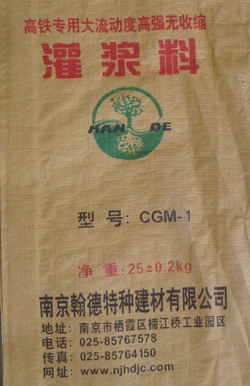 高铁专用大流动度高强无收缩
灌浆料
HAN DE
型号:CGM-1
净重:25±0.2kg
南京翰德特种建材有限公司
地址:南京市栖霞区楠江桥工业园区
电话:025-85767578
传真:025-85764150
网址:www.njhdjc.com